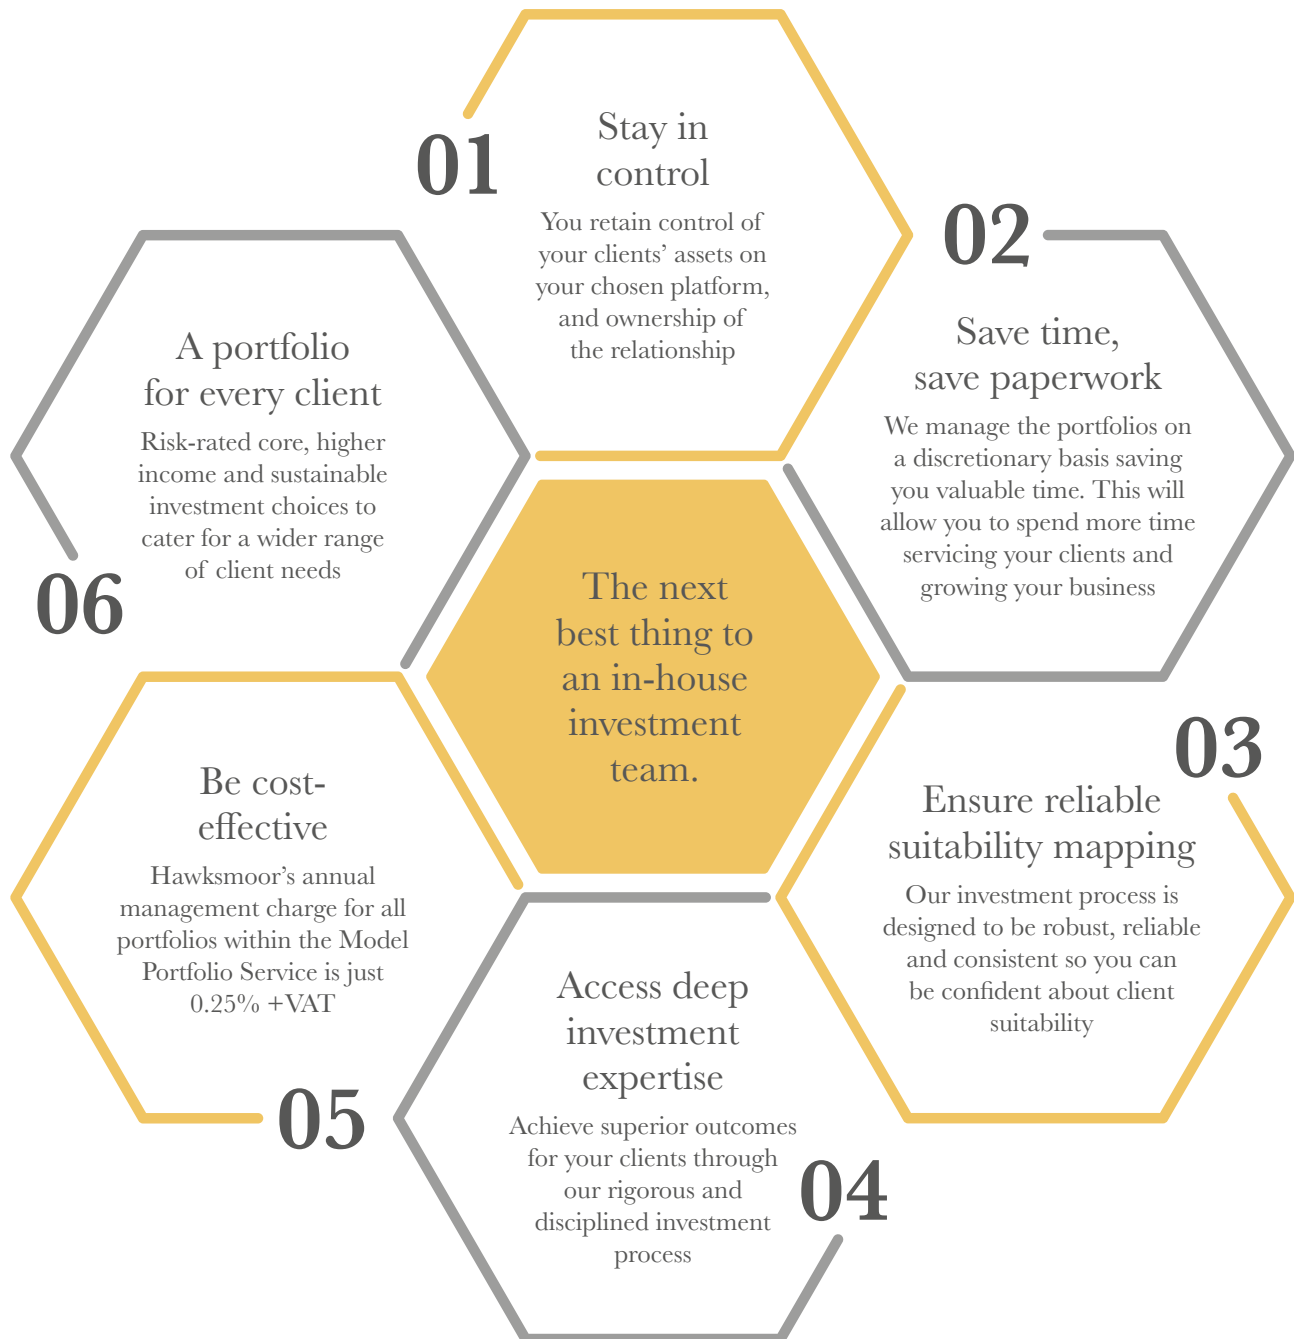 01
Stay in
control
You retain control of
your clients’ assets on
your chosen platform,
and ownership of
the relationship
02
Save time,
save paperwork
We manage the portfolios on
a discretionary basis saving
you valuable time. This will
allow you to spend more time
servicing your clients and
growing your business
03
Ensure reliable
suitability mapping
Our investment process is
designed to be robust, reliable
and consistent so you can
be confident about client
suitability
04
Access deep
investment
expertise
Achieve superior outcomes
for your clients through
our rigorous and
disciplined investment
process
05
Be cost-
effective
Hawksmoor’s annual
management charge for all
portfolios within the Model
Portfolio Service is just
0.25% +VAT
06
A portfolio
for every client
Risk-rated core, higher
income and sustainable
investment choices to
cater for a wider range
of client needs
The next
best thing to
an in-house
investment
team.